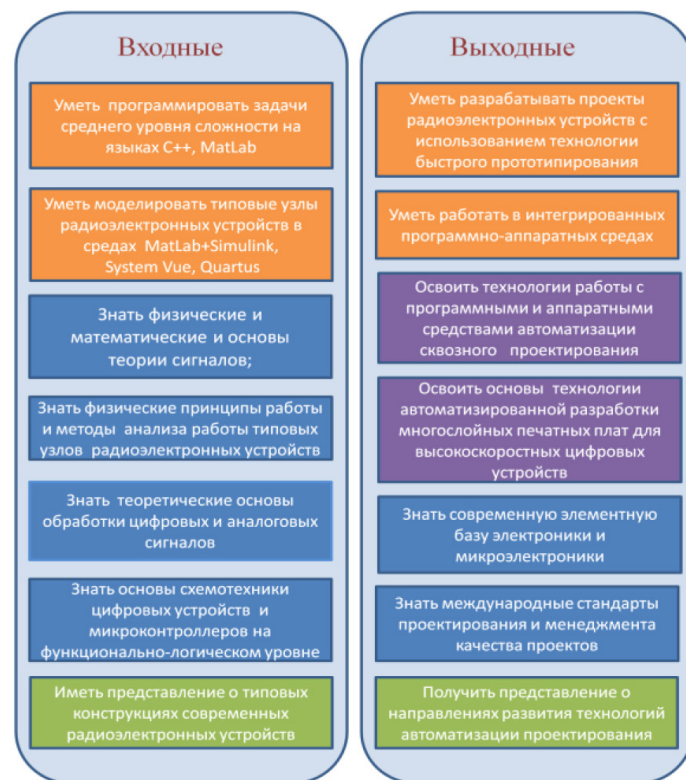 Входные
Уметь программировать задачи
среднего уровня сложности на
языках C++, MatLab
Уметь моделировать типовые узлы
радиоэлектронных устройств в
средах MatLab+Simulink,
System Vue, Quartus
Знать физические и
математические и основы
теории сигналов;
Знать физические принципы работы
и методы анализа работы типовых
узлов радиоэлектронных устройств
Знать теоретические основы
обработки цифровых и аналоговых
сигналов
Знать основы схемотехники
цифровых устройств и
микроконтроллеров на
функционально-логическом уровне
Иметь представление о типовых
конструкциях современных
радиоэлектронных устройств
Выходные
Уметь разрабатывать проекты
радиоэлектронных устройств с
использованием технологии
быстрого прототипирования
Уметь работать в интегрированных
программно-аппаратных средах
Освоить технологии работы с
программными и аппаратными
средствами автоматизации
сквозного проектирования
Освоить основы технологии
автоматизированной разработки
многослойных печатных плат для
высокоскоростных цифровых
устройств
Знать современную элементную
базу электроники и
микроэлектроники
Знать международные стандарты
проектирования и менеджмента
качества проектов
Получить представление о
направлениях развития технологий
автоматизации проектирования